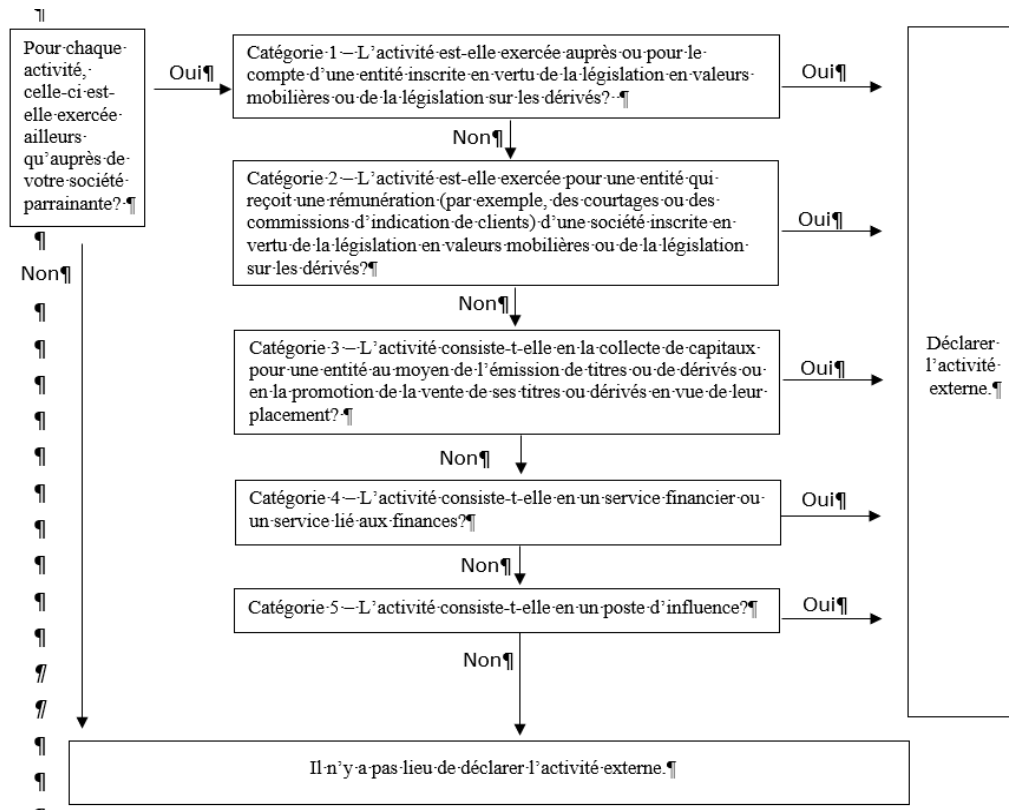 Pour chaque
activité,
celle-ci est-
elle exercée
ailleurs
qu’auprès de
votre société
parrainante? ¶
Oui¶
Catégorie 1 – L’activité est-elle exercée auprès ou pour le
compte d’une entité inscrite en vertu de la législation en valeurs
mobilières ou de la législation sur les dérivés? ¶
Oui¶
Non¶
Catégorie 2 – L’activité est-elle exercée pour une entité qui
reçoit une rémunération (par exemple, des courtages ou des
commissions d’indication de clients) d’une société inscrite en
vertu de la législation en valeurs mobilières ou de la législation
sur les dérivés?¶
Oui¶
Non¶
Non¶
Catégorie 3 – L’activité consiste-t-elle en la collecte de capitaux
pour une entité au moyen de l’émission de titres ou de dérivés ou
en la promotion de la vente de ses titres ou dérivés en vue de leur
placement? ¶
Oui¶
Non¶
Catégorie 4 – L’activité consiste-t-elle en un service financier ou
un service lié aux finances?¶
Oui¶
Non¶
Catégorie 5 – L’activité consiste-t-elle en un poste d’influence?¶
Oui¶
Non¶
Déclarer
l’activité
externe.¶
Il n’y a pas lieu de déclarer l’activité externe.¶